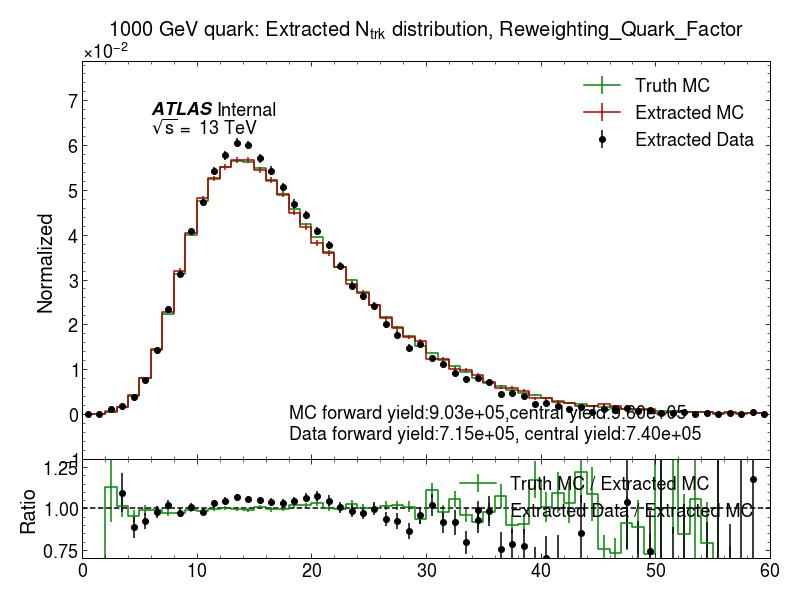 1000 GeV quark: Extracted N_trk distribution, Reweighting_Quark_Factor
×10⁻²
ATLAS Internal
√s = 13 TeV
Truth MC
Extracted MC
Extracted Data
Normalized
7
6
5
4
3
2
1
0
MC forward yield:9.03e+05,central yield:9.60e+05
Data forward yield:7.15e+05, central yield:7.40e+05
Ratio
1.25
1.00
0.75
Truth MC / Extracted MC
Extracted Data / Extracted MC
0 10 20 30 40 50 60